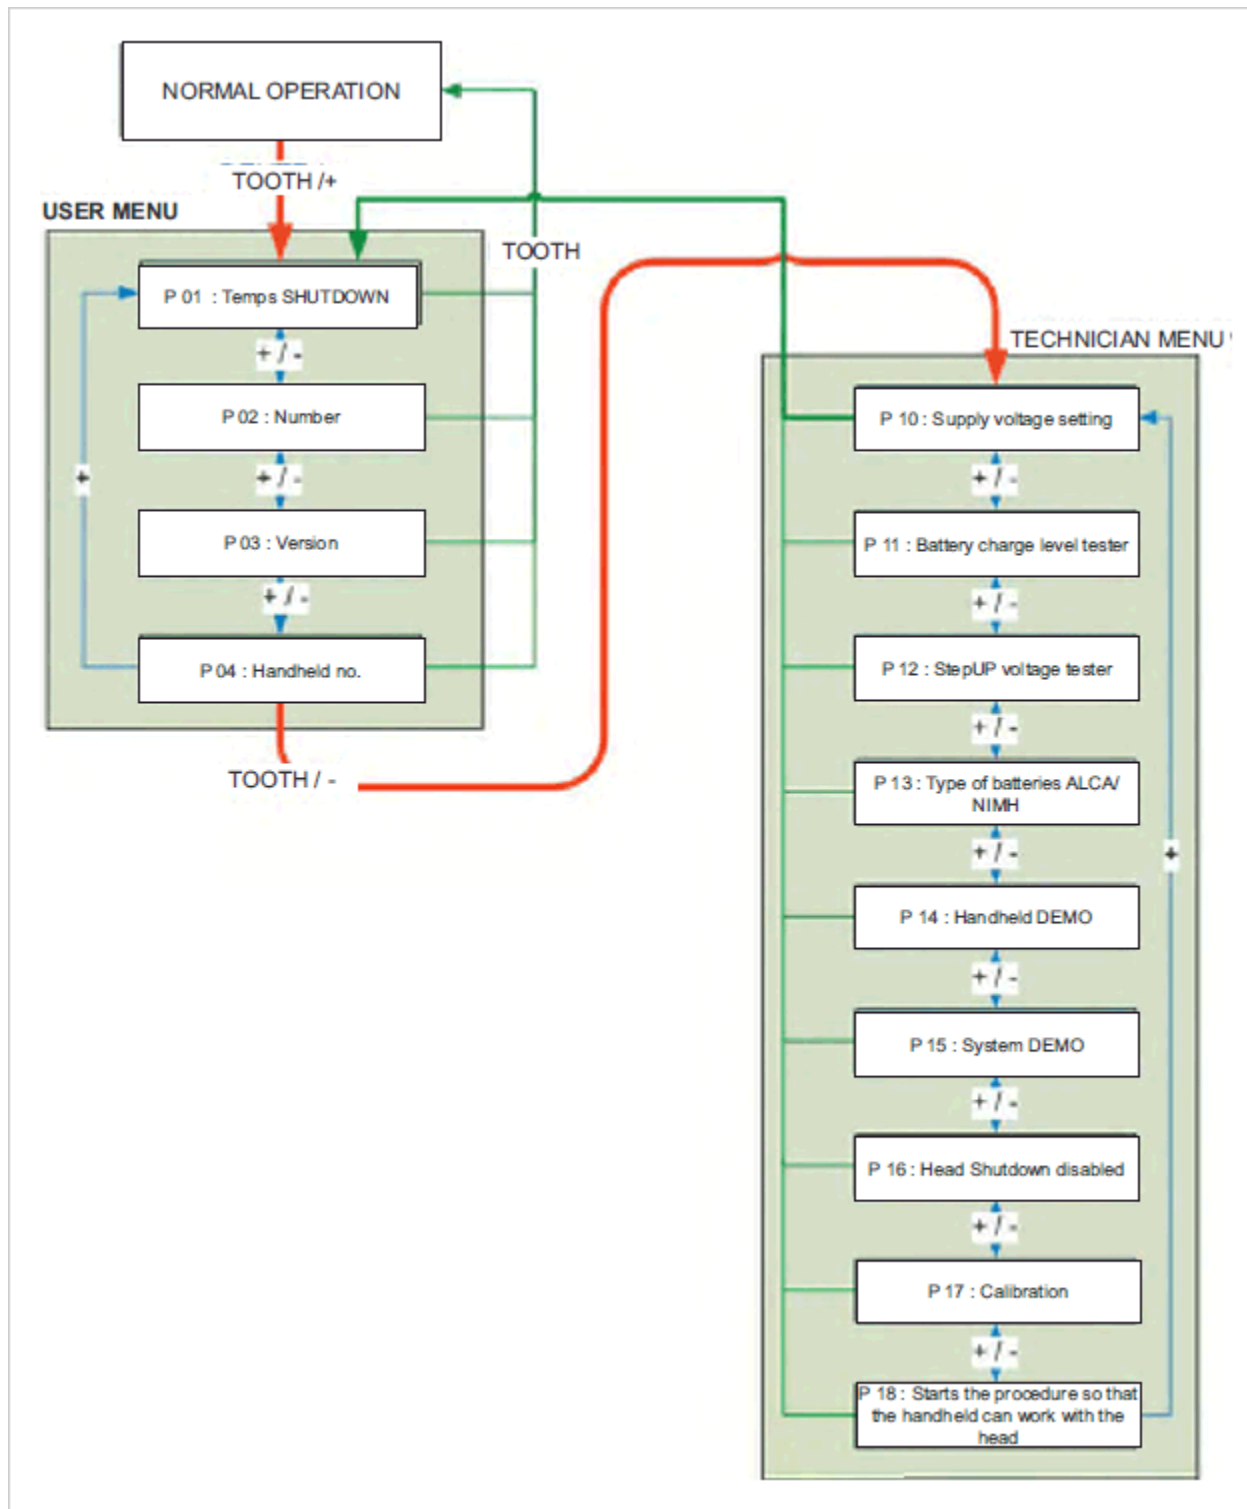 NORMAL OPERATION
TOOTH /+
USER MENU
TOOTH
P 01 : Temps SHUTDOWN
+ / -
P 02 : Number
+
+ / -
P 03 : Version
+ / -
P 04 : Handheld no.
TOOTH / -
TECHNICIAN MENU
P 10 : Supply voltage setting
+ / -
P 11 : Battery charge level tester
+ / -
P 12 : StepUP voltage tester
+ / -
P 13 : Type of batteries ALCA/
NIMH
+ / -
+
P 14 : Handheld DEMO
+ / -
P 15 : System DEMO
+ / -
P 16 : Head Shutdown disabled
+ / -
P 17 : Calibration
+ / -
P 18 : Starts the procedure so that
the handheld can work with the
head